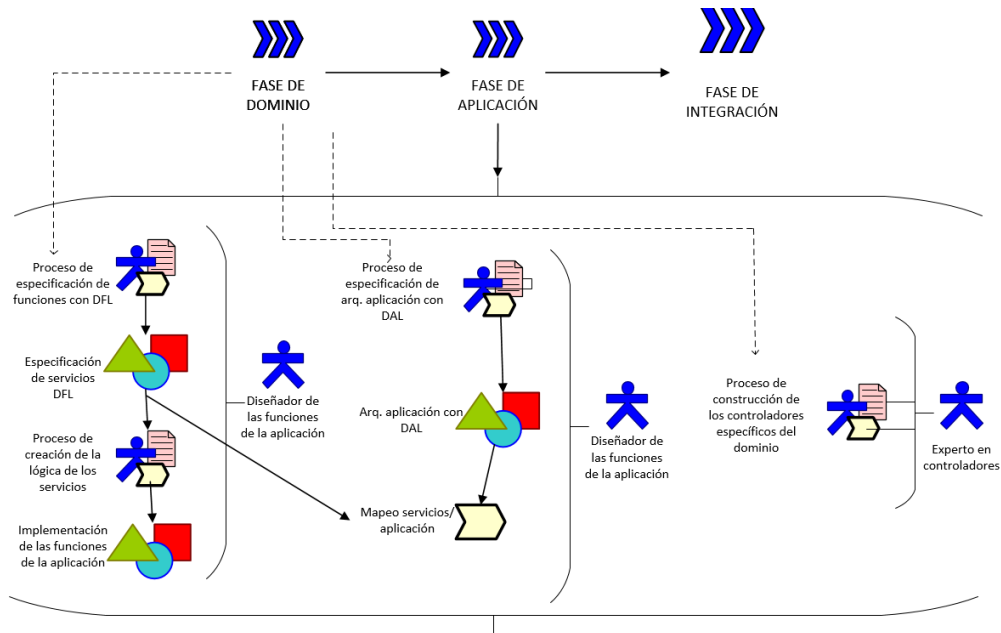 FASE DE
DOMINIO
FASE DE
APLICACIÓN
FASE DE
INTEGRACIÓN
Proceso de
especificación de
funciones con DFL
Especificación
de servicios
DFL
Proceso de
creación de la
lógica de los
servicios
Implementación
de las funciones
de la aplicación
Diseñador de
las funciones
de la aplicación
Proceso de
especificación de
arq. aplicación con
DAL
Arq. aplicación con
DAL
Mapeo servicios/
aplicación
Diseñador de
las funciones
de la aplicación
Proceso de
construcción de
los controladores
específicos del
dominio
Experto en
controladores